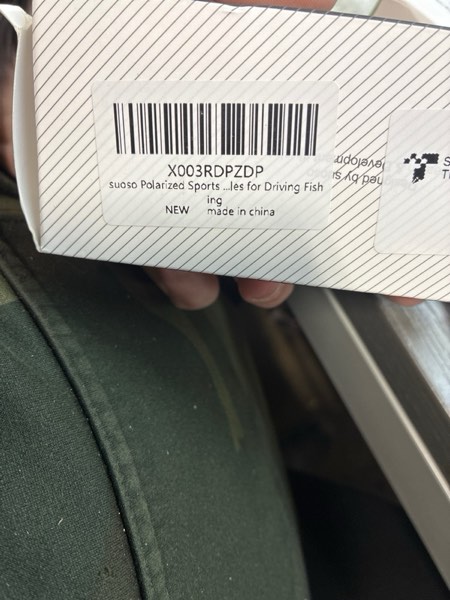 X003RDPZDP
suoso Polarized Sports ...les for Driving Fish
ing
NEW made in china
S